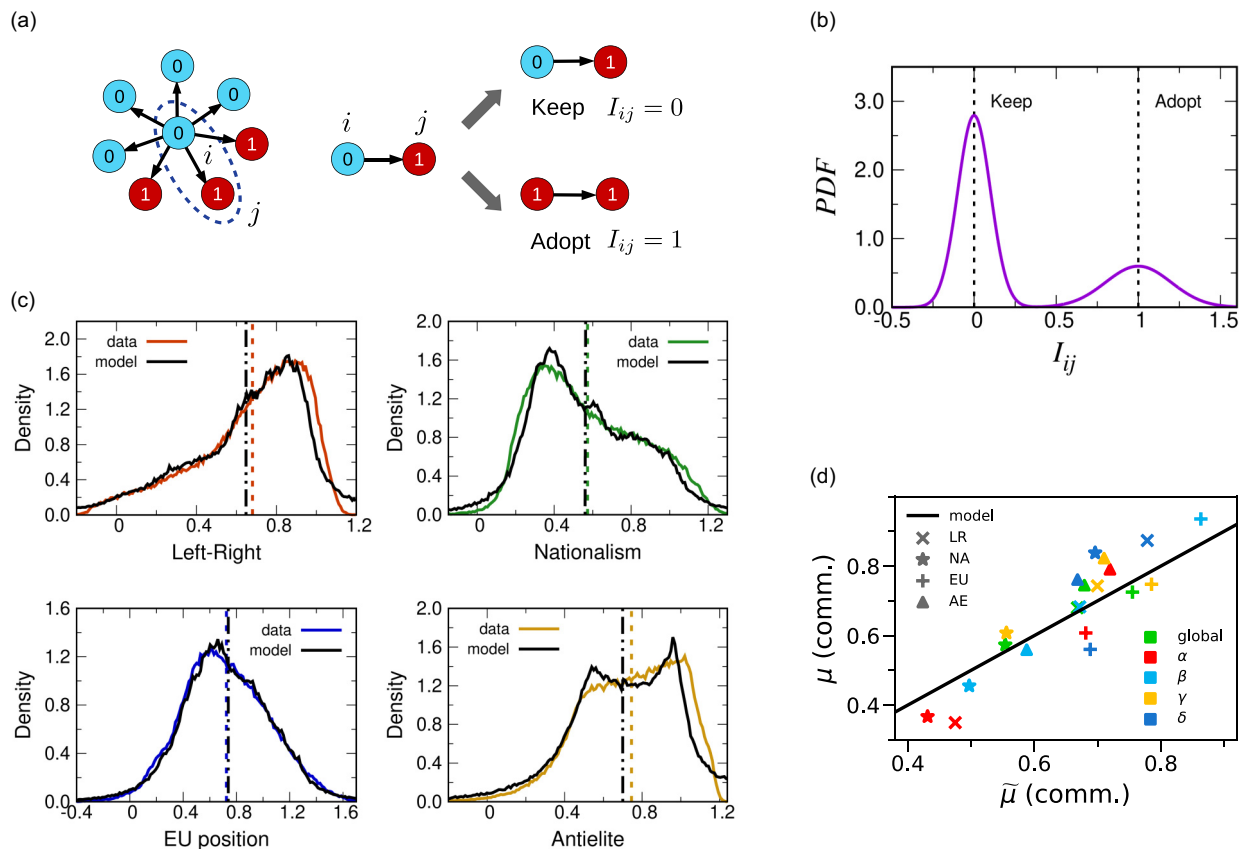 (a)
0
0
0
0
0
0
1
1
1
i
j
i
j
0
1
0
1
Keep I_{ij} = 0
1
1
Adopt I_{ij} = 1
(b)
PDF
3.0
2.0
1.0
0.0
Keep
Adopt
-0.5
0
0.5
1
1.5
I_{ij}
(c)
Density
2.0
1.6
1.2
0.8
0.4
0.0
data
model
0
0.4
0.8
1.2
Left-Right
Density
2.0
1.6
1.2
0.8
0.4
0.0
data
model
0
0.4
0.8
1.2
Nationalism
Density
1.6
1.2
0.8
0.4
0.0
data
model
-0.4
0
0.4
0.8
1.2
1.6
EU position
Density
2.0
1.6
1.2
0.8
0.4
0.0
data
model
0
0.4
0.8
1.2
Antielite
(d)
μ (comm.)
0.8
0.6
0.4
model
LR
NA
EU
AE
global
α
β
γ
δ
0.4
0.6
0.8
μ̃ (comm.)